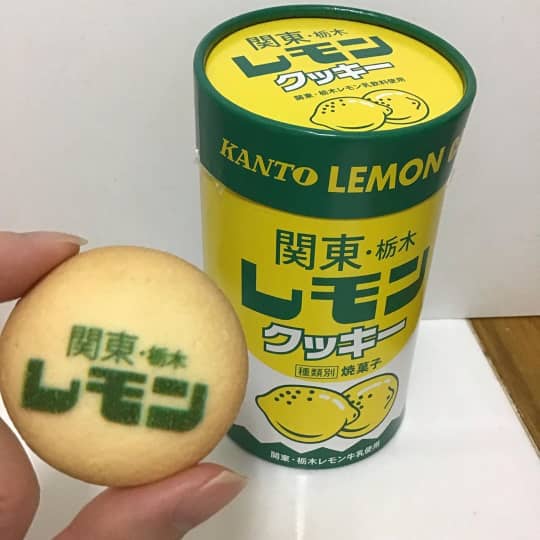 関東・栃木
レモン
クッキー
関東・栃木レモン乳飲料使用
KANTO LEMON
関東・栃木
レモン
クッキー
種類別 焼菓子
関東・栃木レモン牛乳使用
関東・栃木
レモン